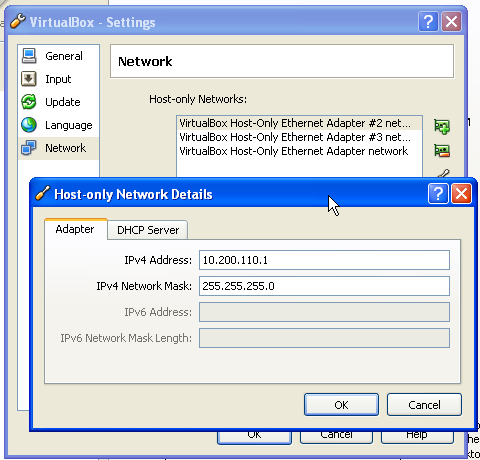 VirtualBox - Settings
General
Input
Update
Language
Network
Network
Host-only Networks:
VirtualBox Host-Only Ethernet Adapter #2 net...
VirtualBox Host-Only Ethernet Adapter #3 net...
VirtualBox Host-Only Ethernet Adapter network
Host-only Network Details
Adapter
DHCP Server
IPv4 Address:
10.200.110.1
IPv4 Network Mask:
255.255.255.0
IPv6 Address:
IPv6 Network Mask Length:
OK
Cancel
OK
Cancel
Help